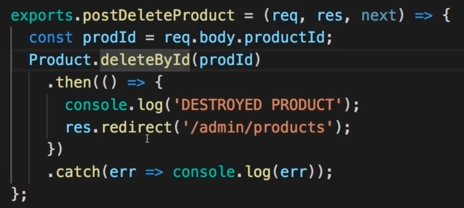 exports.postDeleteProduct = (req, res, next) => {
  const prodId = req.body.productId;
  Product.deleteById(prodId)
    .then(() => {
      console.log('DESTROYED PRODUCT');
      res.redirect('/admin/products');
    })
    .catch(err => console.log(err));
};